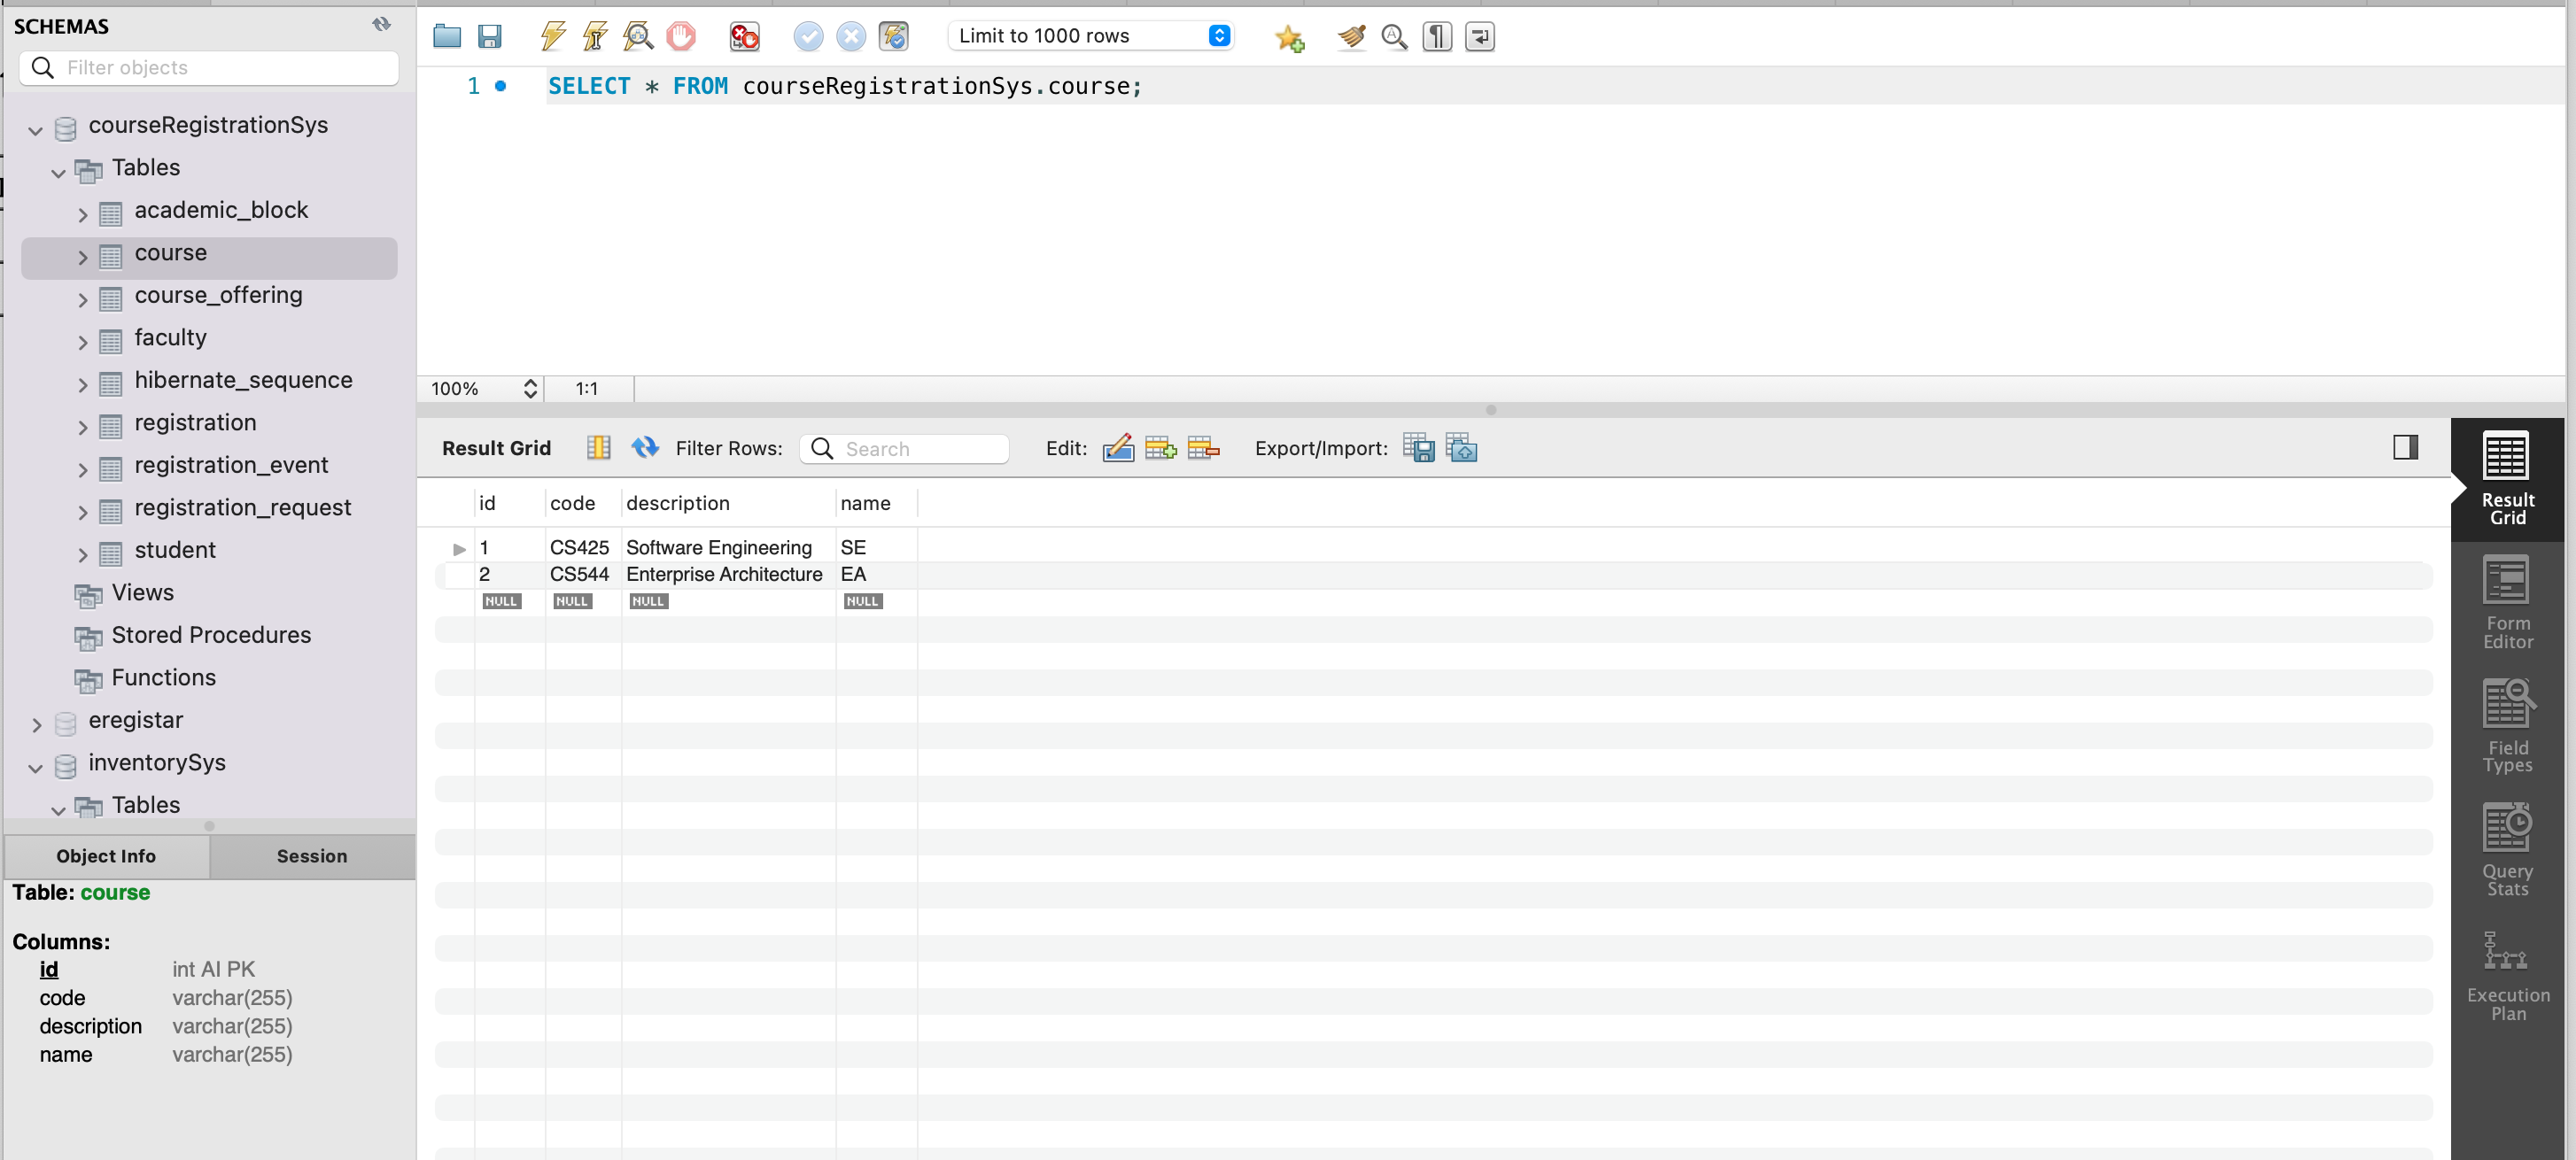 SCHEMAS
Filter objects
courseRegistrationSys
Tables
academic_block
course
course_offering
faculty
hibernate_sequence
registration
registration_event
registration_request
student
Views
Stored Procedures
Functions
eregistar
inventorySys
Tables
Object Info Session
Table: course
Columns:
id int AI PK
code varchar(255)
description varchar(255)
name varchar(255)
Limit to 1000 rows
1 SELECT * FROM courseRegistrationSys.course;
100% 1:1
Result Grid Filter Rows: Search Edit: Export/Import:
id code description name
1 CS425 Software Engineering SE
2 CS544 Enterprise Architecture EA
NULL NULL NULL NULL
Result
Grid
Form
Editor
Field
Types
Query
Stats
Execution
Plan